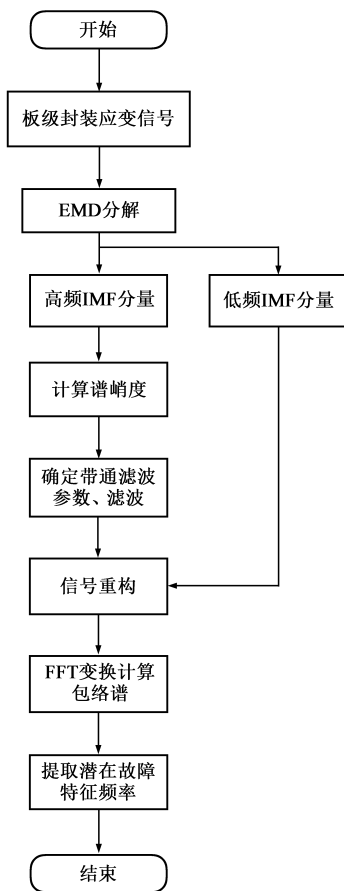 开始
板级封装应变信号
EMD分解
高频IMF分量
低频IMF分量
计算谱峭度
确定带通滤波
参数、滤波
信号重构
FFT变换计算
包络谱
提取潜在故障
特征频率
结束